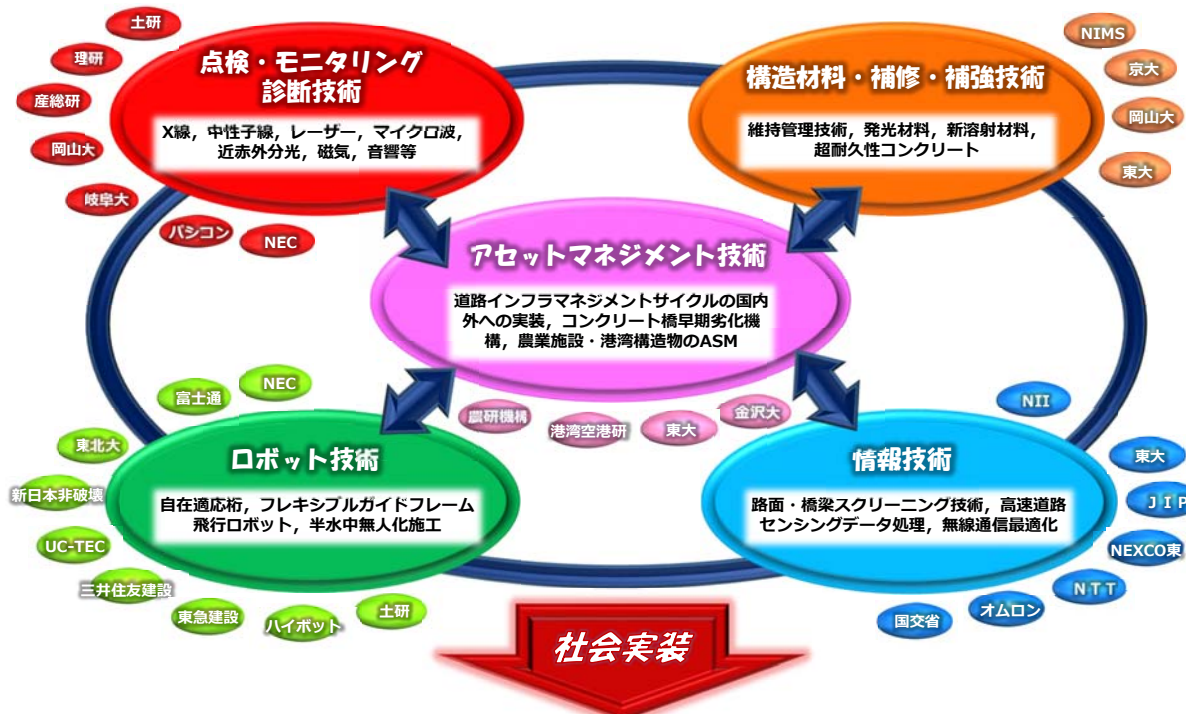 土研
理研
産総研
岡山大
岐阜大
パシコン
NEC
点検・モニタリング
診断技術
X線，中性子線，レーザー，マイクロ波，
近赤外分光，磁気，音響等
構造材料・補修・補強技術
維持管理技術，発光材料，新溶射材料，
超耐久性コンクリート
NIMS
京大
岡山大
東大
アセットマネジメント技術
道路インフラマネジメントサイクルの国内
外への実装，コンクリート橋早期劣化機
構，農業施設・港湾構造物のASM
農研機構
港湾空港研
東大
金沢大
富士通
NEC
東北大
新日本非破壊
UC-TEC
三井住友建設
東急建設
ハイボット
土研
ロボット技術
自在適応桁，フレキシブルガイドフレーム
飛行ロボット，半水中無人化施工
情報技術
路面・橋梁スクリーニング技術，高速道路
センシングデータ処理，無線通信最適化
NII
東大
ＪＩＰ
NEXCO東
ＮＴＴ
オムロン
国交省
社会実装